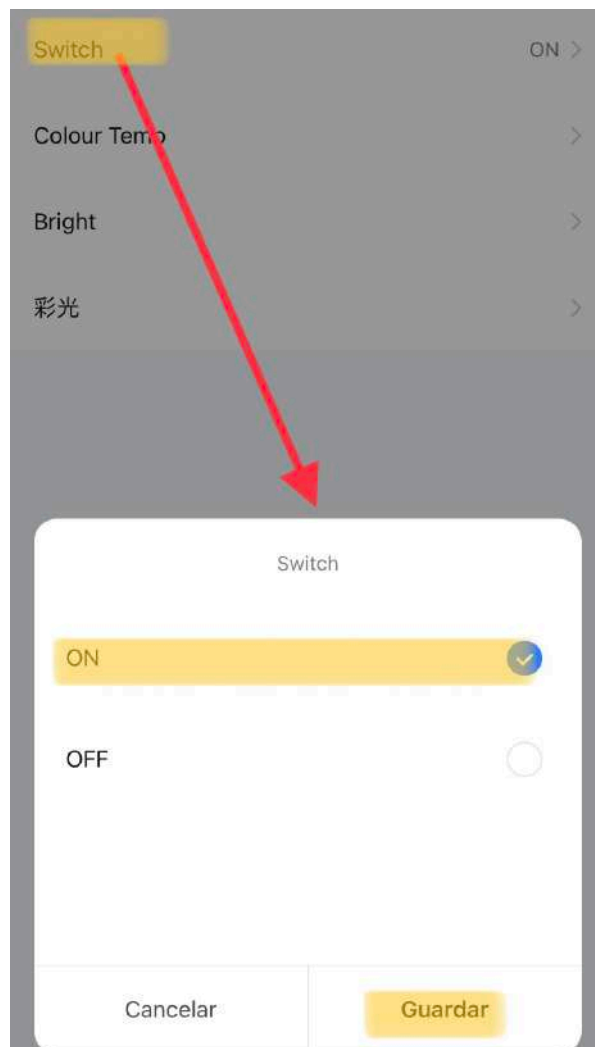 Switch ON
Colour Temp
Bright
彩光
Switch
ON
OFF
Cancelar Guardar